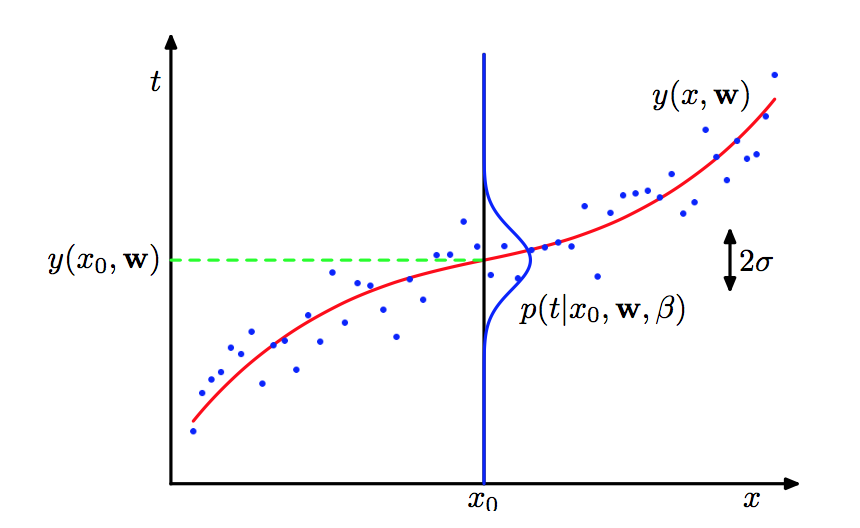 t
y(x, w)
y(x₀, w)
2σ
p(t|x₀, w, β)
x₀
x